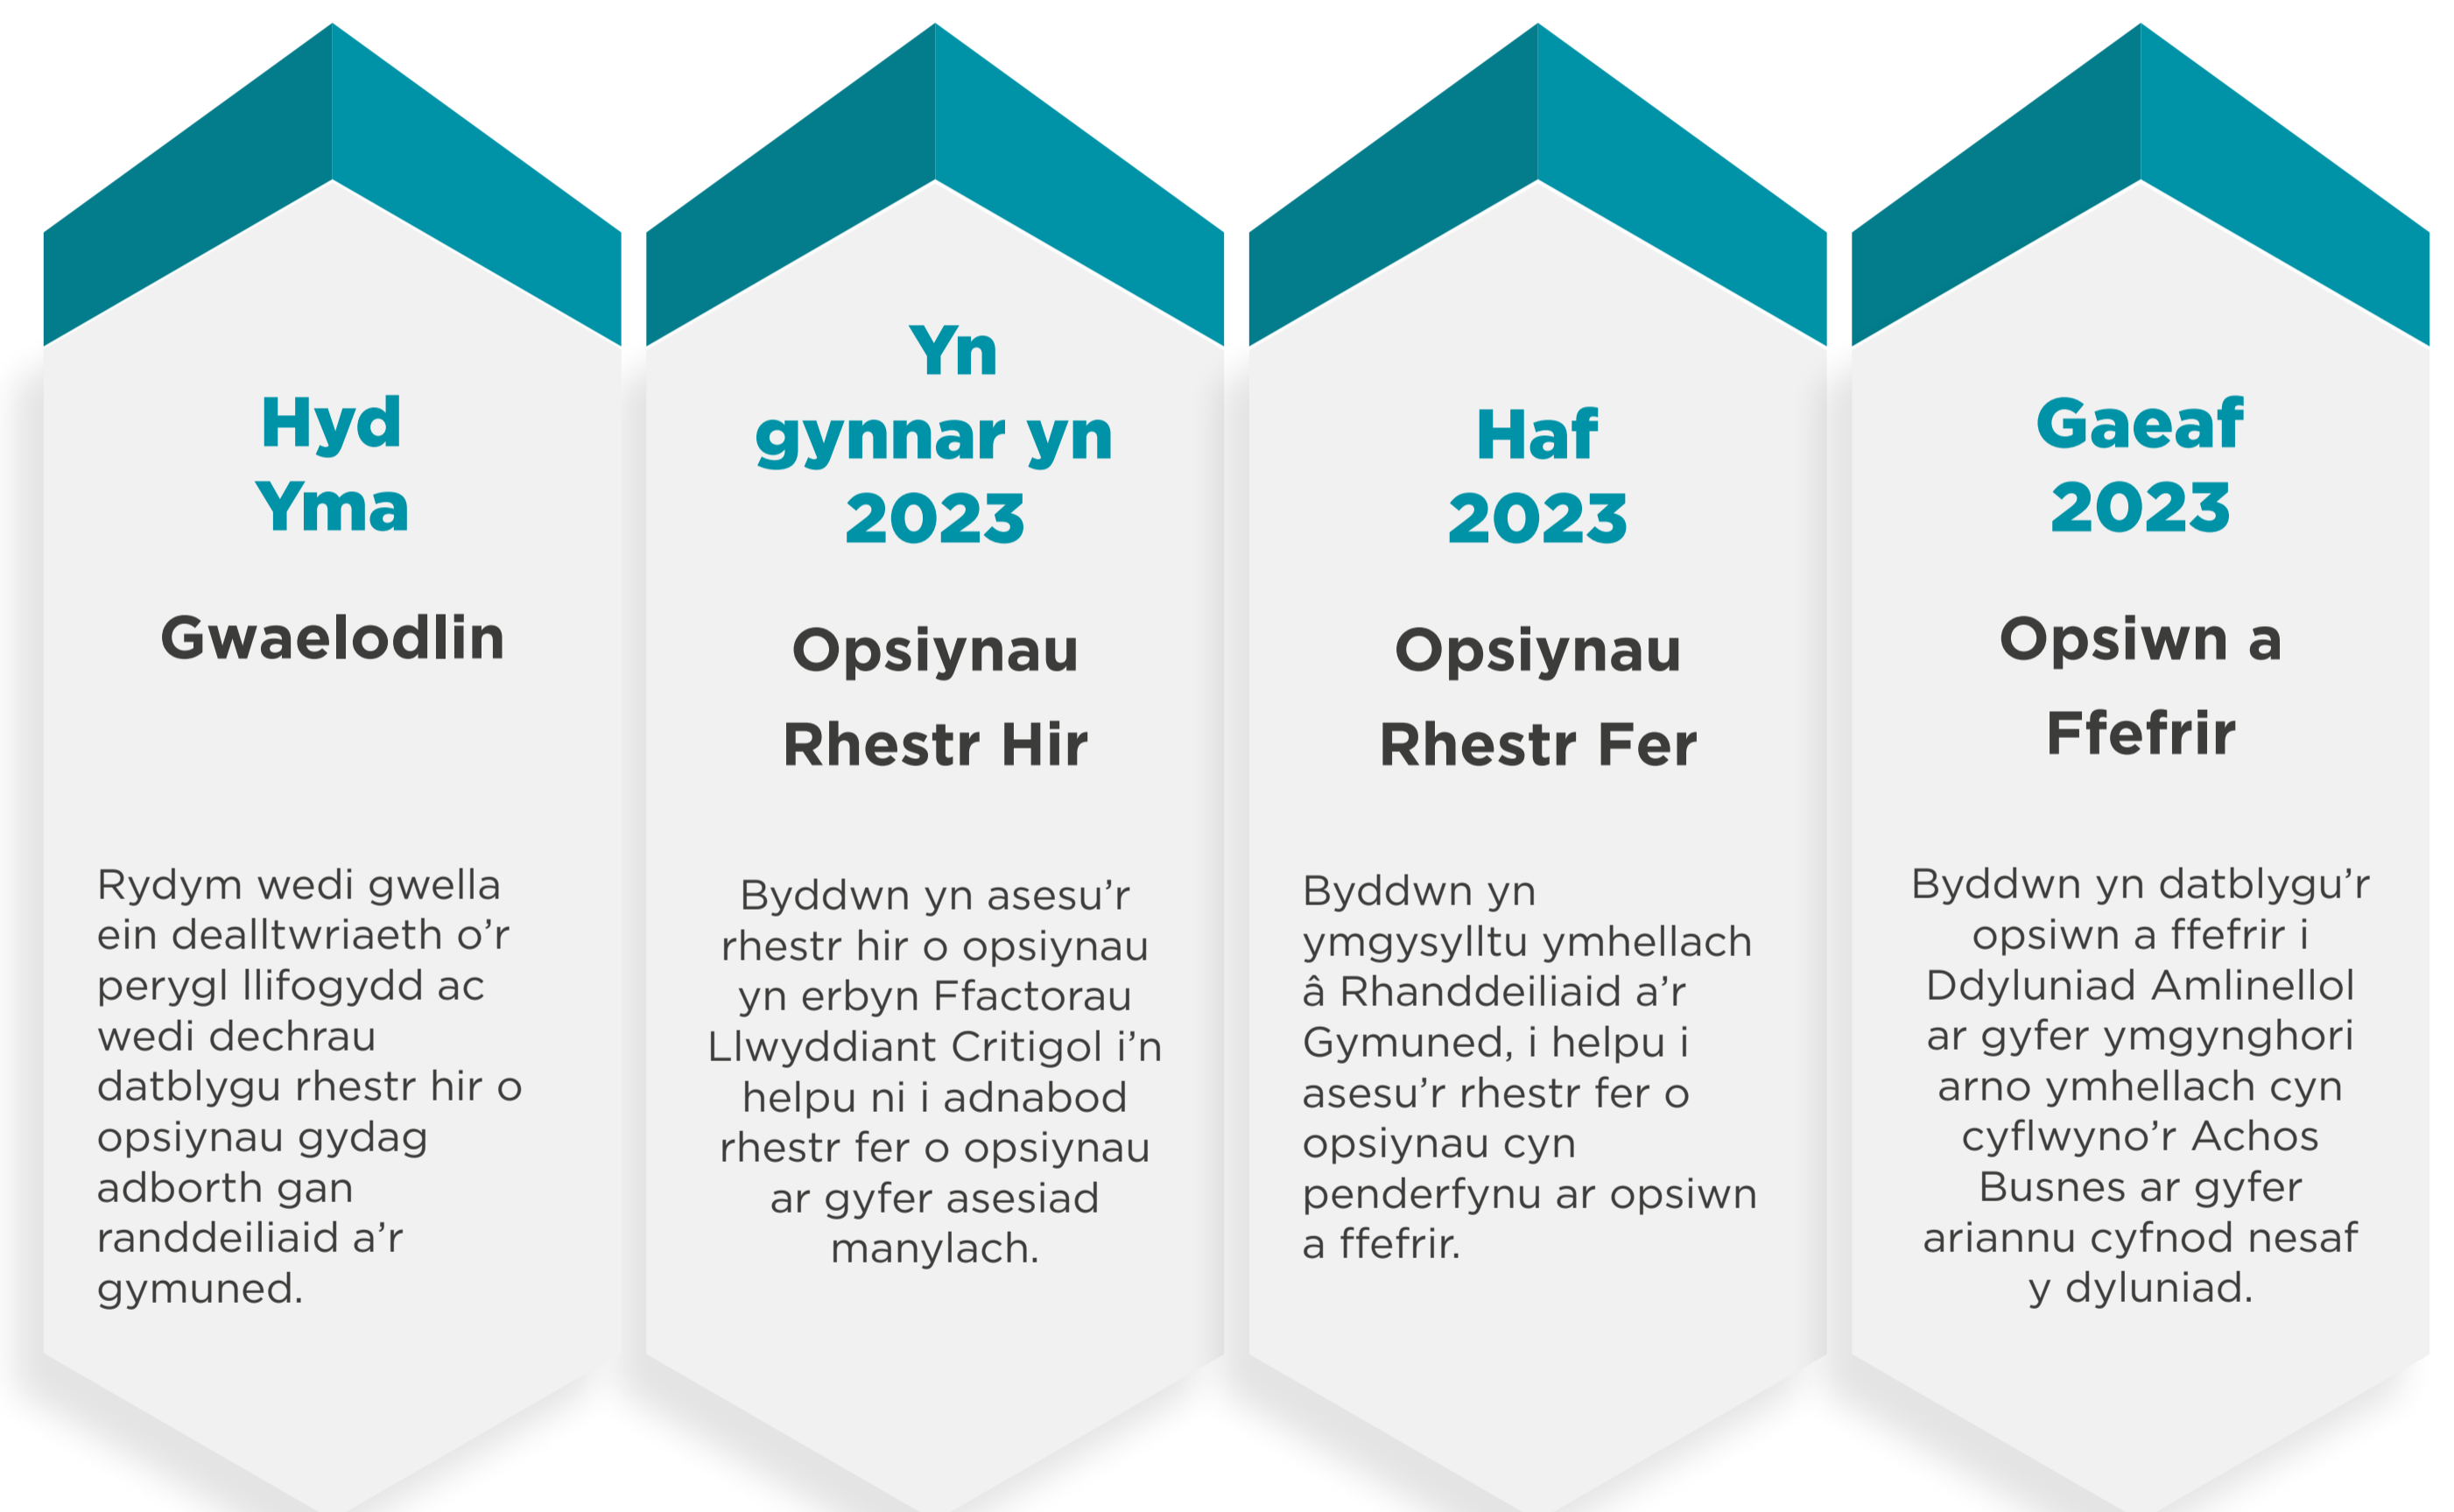 Hyd
Yma
Gwaelodlin
Rydym wedi gwella
ein dealltwriaeth o’r
perygl llifogydd ac
wedi dechrau
datblygu rhestr hir o
opsiynau gydag
adborth gan
randdeiliaid a’r
gymuned.
Yn
gynnar yn
2023
Opsiynau
Rhestr Hir
Byddwn yn asesu’r
rhestr hir o opsiynau
yn erbyn Ffactorau
Llwyddiant Critigol i’n
helpu ni i adnabod
rhestr fer o opsiynau
ar gyfer asesiad
manylach.
Haf
2023
Opsiynau
Rhestr Fer
Byddwn yn
ymgysylltu ymhellach
â Rhanddeiliaid a’r
Gymuned, i helpu i
asesu’r rhestr fer o
opsiynau cyn
penderfynu ar opsiwn
a ffefrir.
Gaeaf
2023
Opsiwn a
Ffefrir
Byddwn yn datblygu’r
opsiwn a ffefrir i
Ddyluniad Amlinellol
ar gyfer ymgynghori
arno ymhellach cyn
cyflwyno’r Achos
Busnes ar gyfer
ariannu cyfnod nesaf
y dyluniad.